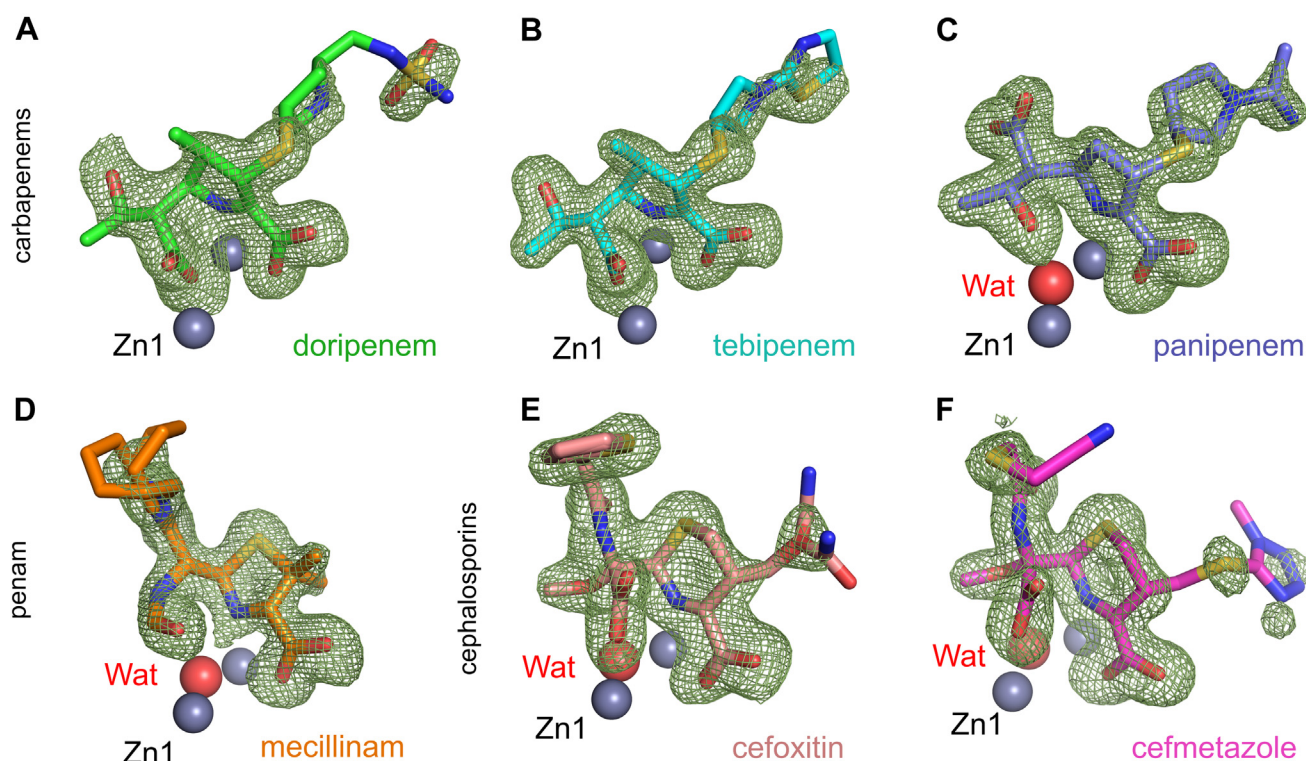 A
B
C
carbapenems
Wat
Zn1
doripenem
Zn1
tebipenem
Zn1
panipenem
D
E
F
penam
cephalosporins
Wat
Zn1
mecillinam
Wat
Zn1
cefoxitin
Wat
Zn1
cefmetazole